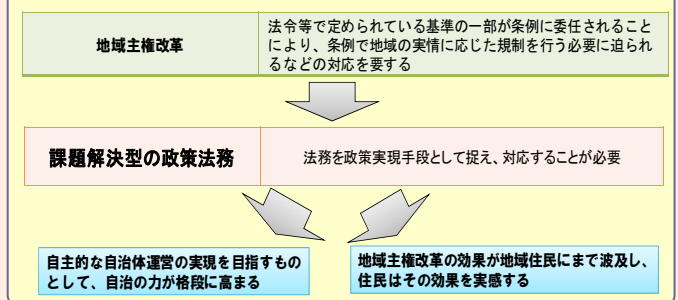 地域主権改革
法令等で定められている基準の一部が条例に委任されること
により、条例で地域の実情に応じた規制を行う必要に迫られ
るなどの対応を要する
課題解決型の政策法務
法務を政策実現手段として捉え、対応することが必要
自主的な自治体運営の実現を目指すもの
として、自治の力が格段に高まる
地域主権改革の効果が地域住民にまで波及し、
住民はその効果を実感する